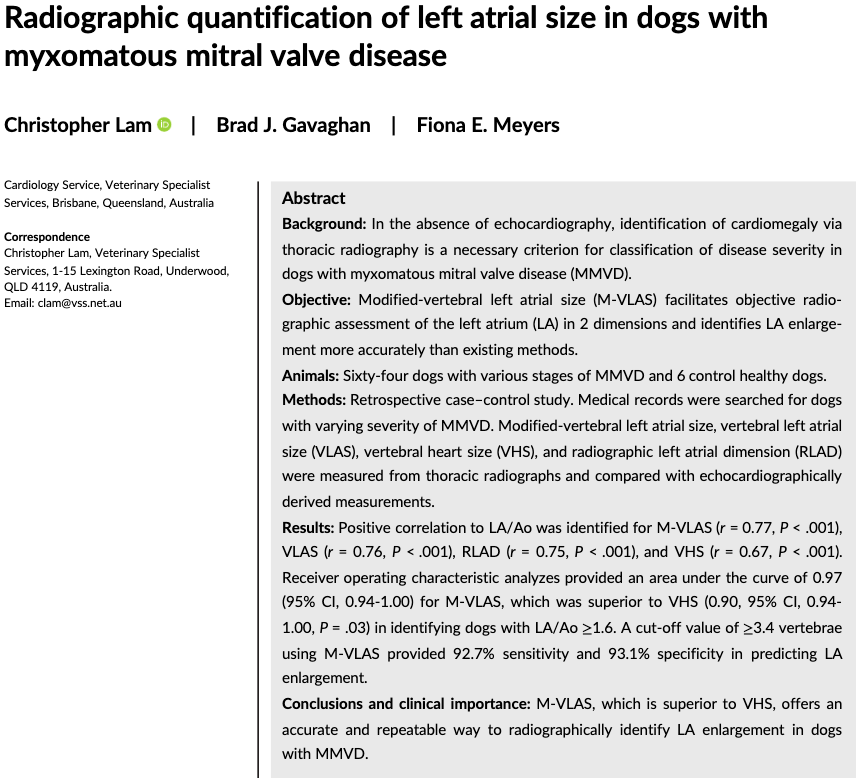 Radiographic quantification of left atrial size in dogs with
myxomatous mitral valve disease
Christopher Lam iD | Brad J. Gavaghan | Fiona E. Meyers
Cardiology Service, Veterinary Specialist
Services, Brisbane, Queensland, Australia
Correspondence
Christopher Lam, Veterinary Specialist
Services, 1-15 Lexington Road, Underwood,
QLD 4119, Australia.
Email: clam@vss.net.au
Abstract
Background: In the absence of echocardiography, identification of cardiomegaly via
thoracic radiography is a necessary criterion for classification of disease severity in
dogs with myxomatous mitral valve disease (MMVD).
Objective: Modified-vertebral left atrial size (M-VLAS) facilitates objective radio-
graphic assessment of the left atrium (LA) in 2 dimensions and identifies LA enlarge-
ment more accurately than existing methods.
Animals: Sixty-four dogs with various stages of MMVD and 6 control healthy dogs.
Methods: Retrospective case–control study. Medical records were searched for dogs
with varying severity of MMVD. Modified-vertebral left atrial size, vertebral left atrial
size (VLAS), vertebral heart size (VHS), and radiographic left atrial dimension (RLAD)
were measured from thoracic radiographs and compared with echocardiographically
derived measurements.
Results: Positive correlation to LA/Ao was identified for M-VLAS (r = 0.77, P < .001),
VLAS (r = 0.76, P < .001), RLAD (r = 0.75, P < .001), and VHS (r = 0.67, P < .001).
Receiver operating characteristic analyzes provided an area under the curve of 0.97
(95% CI, 0.94-1.00) for M-VLAS, which was superior to VHS (0.90, 95% CI, 0.94-
1.00, P = .03) in identifying dogs with LA/Ao ≥1.6. A cut-off value of ≥3.4 vertebrae
using M-VLAS provided 92.7% sensitivity and 93.1% specificity in predicting LA
enlargement.
Conclusions and clinical importance: M-VLAS, which is superior to VHS, offers an
accurate and repeatable way to radiographically identify LA enlargement in dogs
with MMVD.